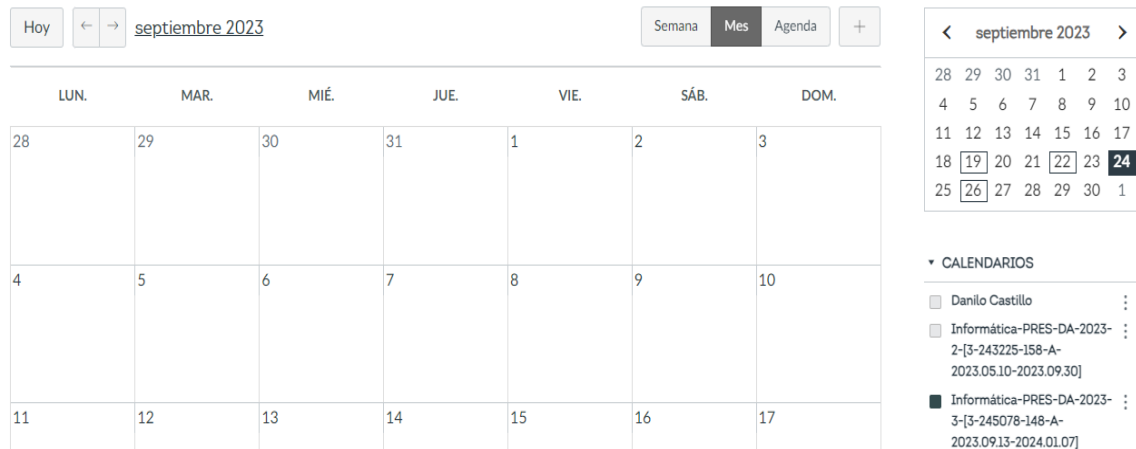 Hoy ← → septiembre 2023 Semana Mes Agenda +
LUN. MAR. MIÉ. JUE. VIE. SÁB. DOM.
28 29 30 31 1 2 3
4 5 6 7 8 9 10
11 12 13 14 15 16 17
septiembre 2023
28 29 30 31 1 2 3
4 5 6 7 8 9 10
11 12 13 14 15 16 17
18 19 20 21 22 23 24
25 26 27 28 29 30 1
CALENDARIOS
Danilo Castillo
Informática-PRES-DA-2023-
2-[3-243225-158-A-
2023.05.10-2023.09.30]
Informática-PRES-DA-2023-
3-[3-245078-148-A-
2023.09.13-2024.01.07]